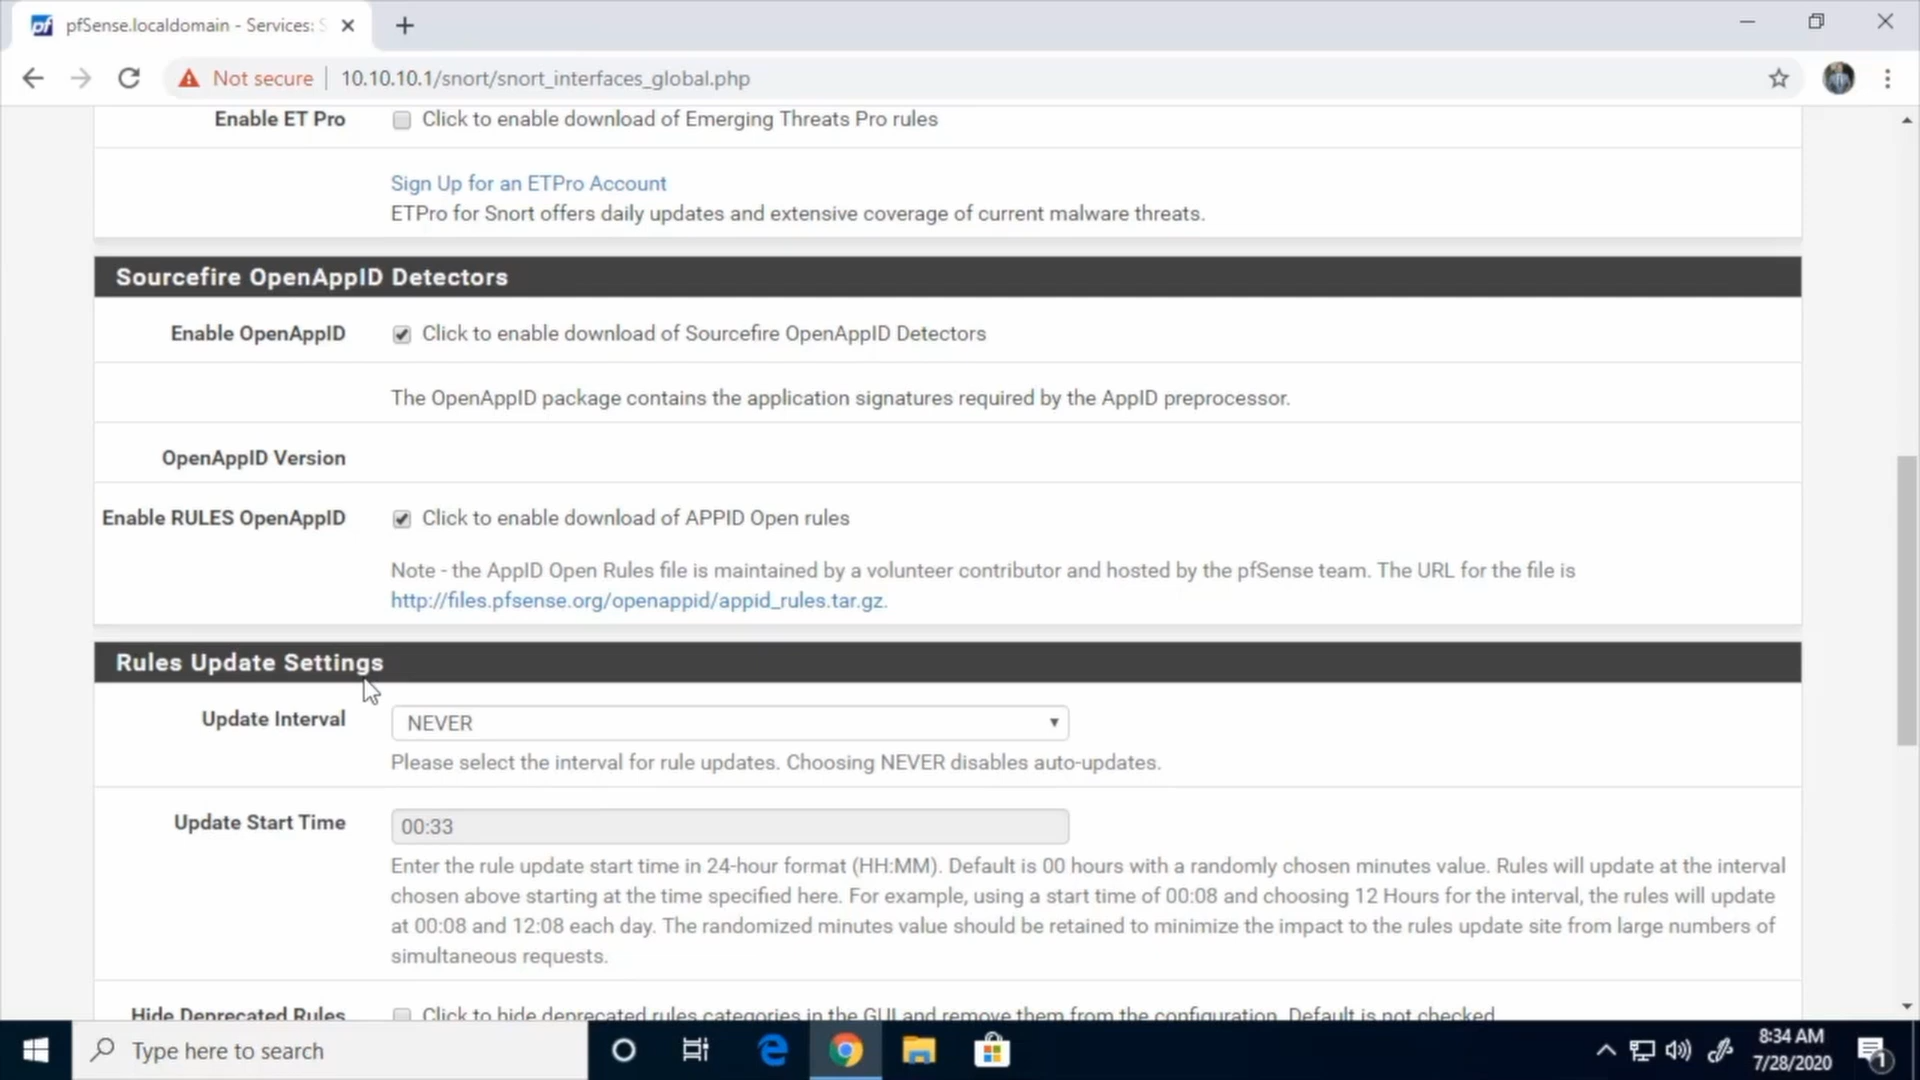 pfSense.localdomain - Services: S
Not secure
10.10.10.1/snort/snort_interfaces_global.php
Enable ET Pro
Click to enable download of Emerging Threats Pro rules
Sign Up for an ETPro Account
ETPro for Snort offers daily updates and extensive coverage of current malware threats.
Sourcefire OpenAppID Detectors
Enable OpenAppID
Click to enable download of Sourcefire OpenAppID Detectors
The OpenAppID package contains the application signatures required by the AppID preprocessor.
OpenAppID Version
Enable RULES OpenAppID
Click to enable download of APPID Open rules
Note - the AppID Open Rules file is maintained by a volunteer contributor and hosted by the pfSense team. The URL for the file is
http://files.pfsense.org/openappid/appid_rules.tar.gz.
Rules Update Settings
Update Interval
NEVER
Please select the interval for rule updates. Choosing NEVER disables auto-updates.
Update Start Time
00:33
Enter the rule update start time in 24-hour format (HH:MM). Default is 00 hours with a randomly chosen minutes value. Rules will update at the interval
chosen above starting at the time specified here. For example, using a start time of 00:08 and choosing 12 Hours for the interval, the rules will update
at 00:08 and 12:08 each day. The randomized minutes value should be retained to minimize the impact to the rules update site from large numbers of
simultaneous requests.
Hide Deprecated Rules
Click to hide deprecated rules categories in the GUI and remove them from the configuration. Default is not checked.
Type here to search
8:34 AM
7/28/2020
1